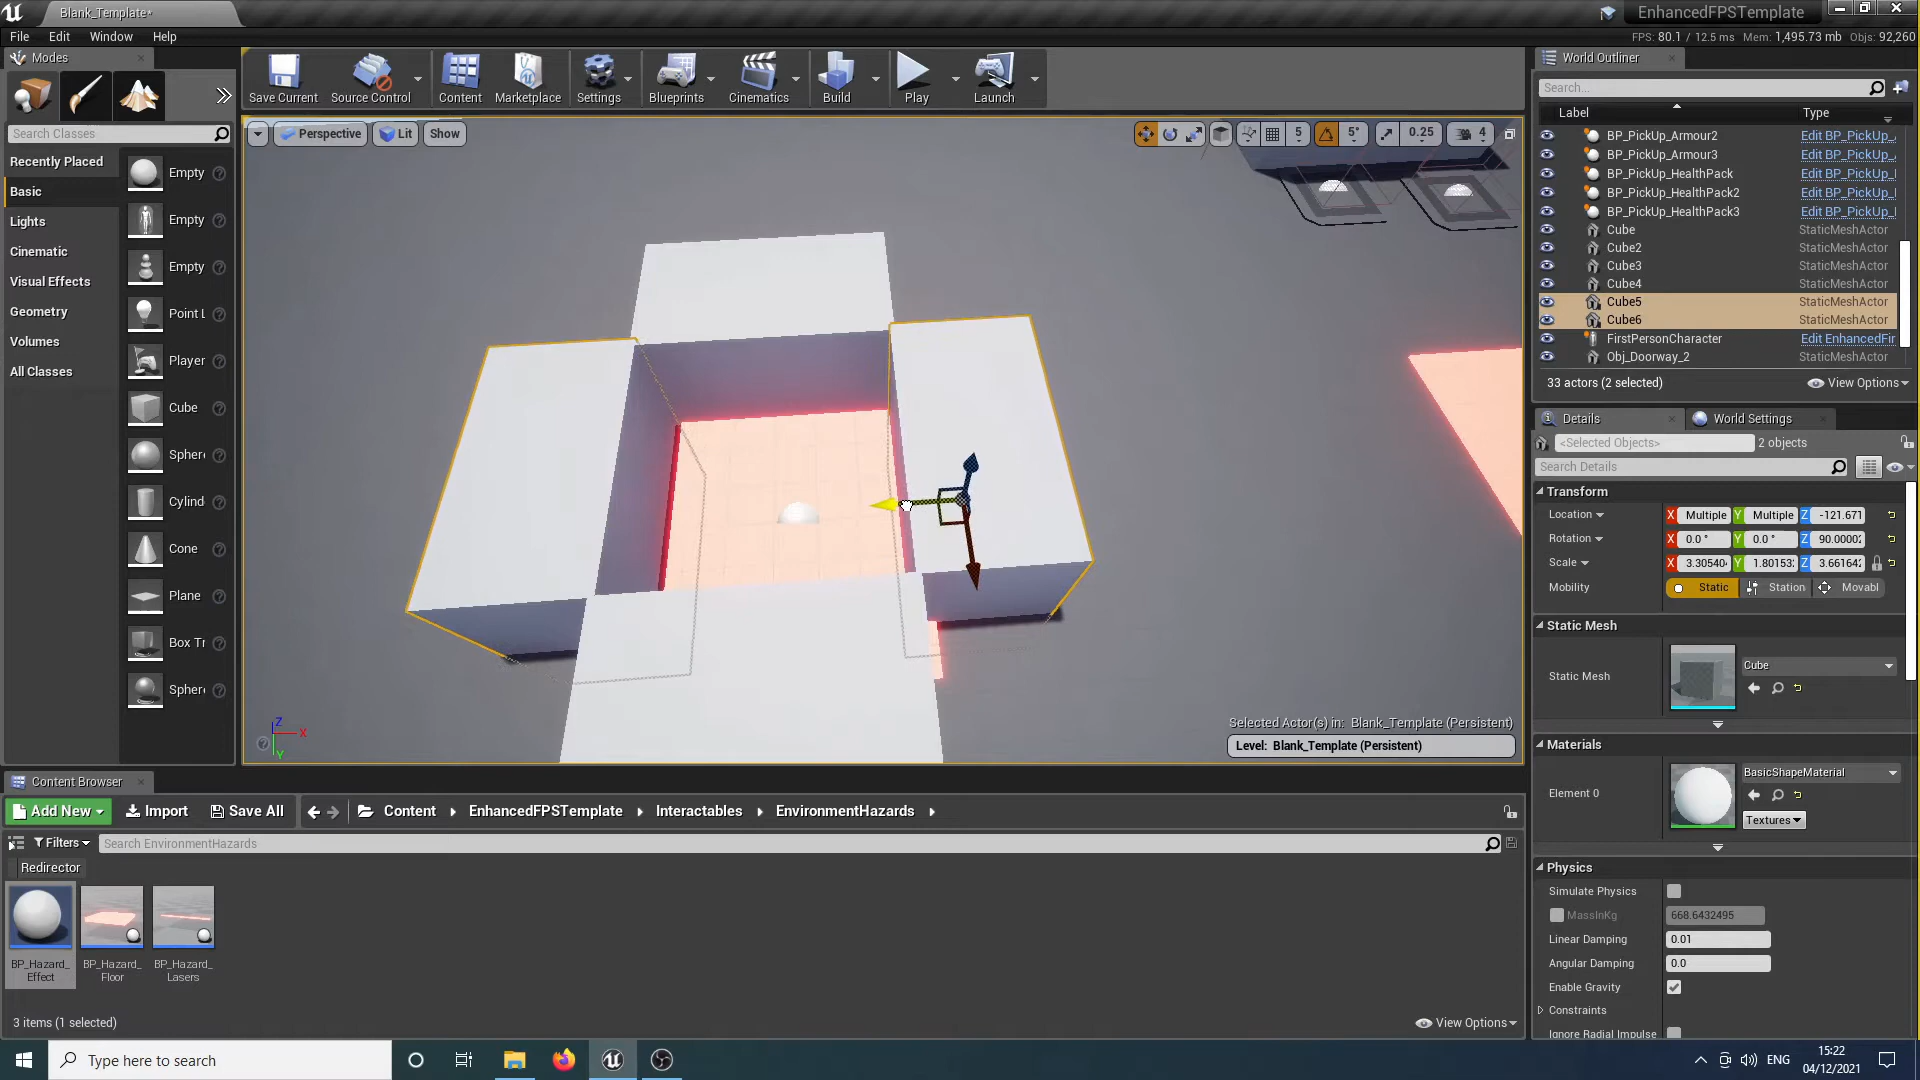 Blank_Template*
EnhancedFPSTemplate
File Edit Window Help
FPS: 80.1 / 12.5 ms Mem: 1,495.73 mb Objs: 92,260
Modes
World Outliner
Save Current
Source Control
Content
Marketplace
Settings
Blueprints
Cinematics
Build
Play
Launch
Search...
Label
Type
Search Classes
Perspective
Lit
Show
5
5°
0.25
4
Recently Placed
Basic
Lights
Cinematic
Visual Effects
Geometry
Volumes
All Classes
Empty
Empty
Empty
Point L
Player
Cube
Sphere
Cylind
Cone
Plane
Box Tr
Sphere
BP_PickUp_Armour2 Edit BP_PickUp_
BP_PickUp_Armour3 Edit BP_PickUp_
BP_PickUp_HealthPack Edit BP_PickUp_
BP_PickUp_HealthPack2 Edit BP_PickUp_
BP_PickUp_HealthPack3 Edit BP_PickUp_
Cube StaticMeshActor
Cube2 StaticMeshActor
Cube3 StaticMeshActor
Cube4 StaticMeshActor
Cube5 StaticMeshActor
Cube6 StaticMeshActor
FirstPersonCharacter Edit EnhancedFir
Obj_Doorway_2 StaticMeshActor
33 actors (2 selected)
View Options
Details
World Settings
<Selected Objects>
2 objects
Search Details
Transform
Location X Multiple Y Multiple Z -121.671
Rotation X 0.0 ° Y 0.0 ° Z 90.00002
Scale X 3.30540 Y 1.80153 Z 3.661642
Mobility Static Station Movabl
Static Mesh
Static Mesh
Cube
Materials
Element 0
BasicShapeMaterial
Textures
Physics
Simulate Physics
MassInKg 668.6432495
Linear Damping 0.01
Angular Damping 0.0
Enable Gravity
Constraints
Ignore Radial Impulse
Z
X
Y
Selected Actor(s) in: Blank_Template (Persistent)
Level: Blank_Template (Persistent)
Content Browser
Add New
Import
Save All
Content
EnhancedFPSTemplate
Interactables
EnvironmentHazards
Filters
Search EnvironmentHazards
Redirector
BP_Hazard_
Effect
BP_Hazard_
Floor
BP_Hazard_
Lasers
3 items (1 selected)
View Options
Type here to search
ENG
15:22
04/12/2021